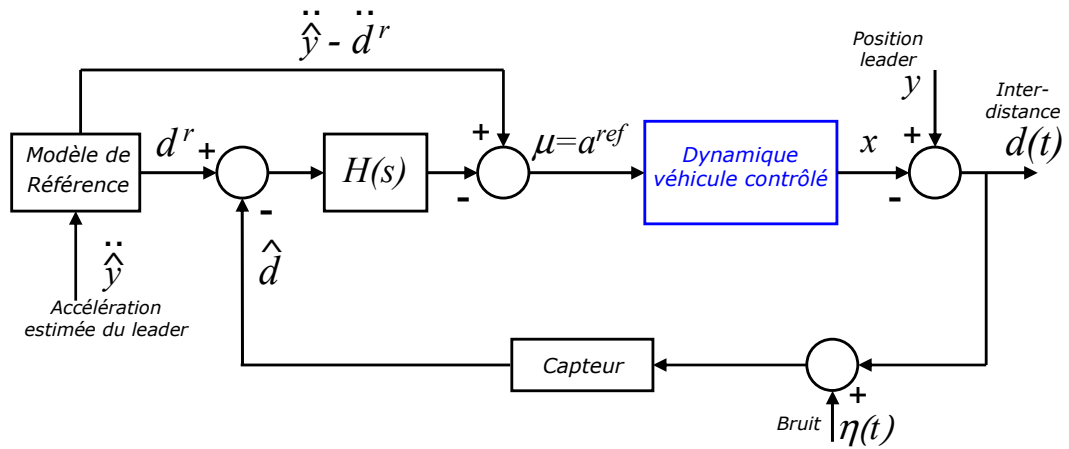 ÿ̂ - d̈ʳ
Position
leader
y
Inter-
distance
d(t)
Modèle de
Référence
dʳ
+
-
H(s)
+
-
μ=aʳᵉᶠ
Dynamique
véhicule contrôlé
x
+
-
ÿ̂
Accélération
estimée du leader
d̂
Capteur
+
Bruit
η(t)